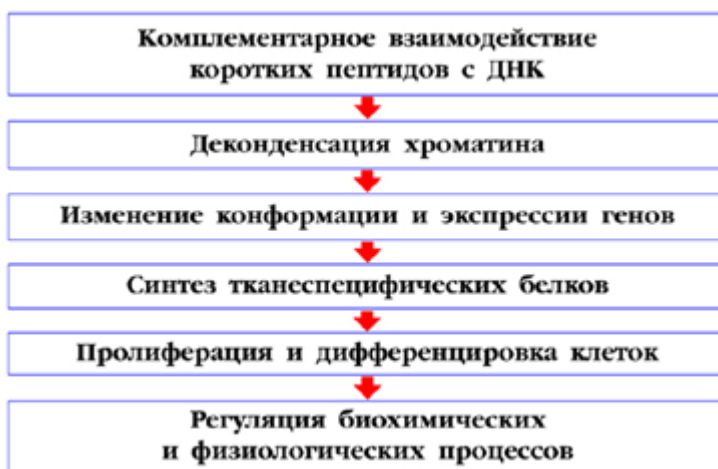 Комплементарное взаимодействие
коротких пептидов с ДНК
Деконденсация хроматина
Изменение конформации и экспрессии генов
Синтез тканеспецифических белков
Пролиферация и дифференцировка клеток
Регуляция биохимических
и физиологических процессов